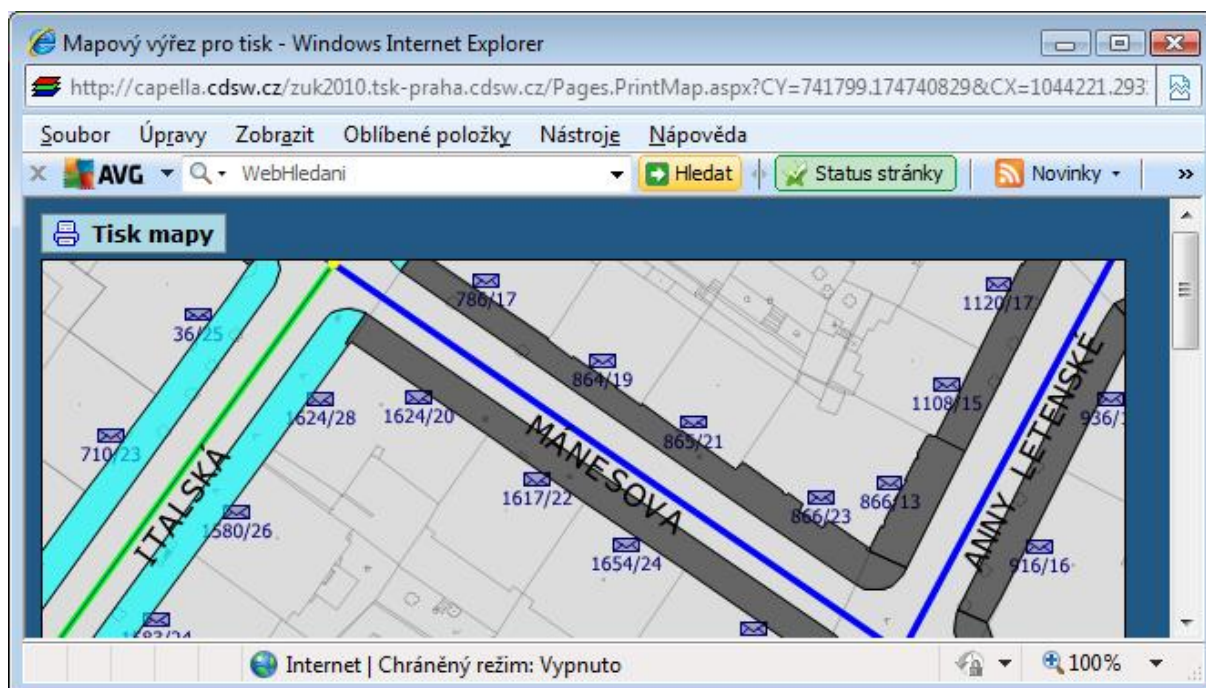 Mapový výřez pro tisk - Windows Internet Explorer
http://capella.cdsw.cz/zuk2010.tsk-praha.cdsw.cz/Pages.PrintMap.aspx?CY=741799.174740829&CX=1044221.293
Soubor Úpravy Zobrazit Oblíbené položky Nástroje Nápověda
AVG WebHledani Hledat Status stránky Novinky
Tisk mapy
786/17
1120/17
36/25
864/19
1108/15
1624/28
1624/20
936/1
865/21
710/23
MÁNESOVA
ITALSKÁ
ANNY LETENSKÉ
1617/22
866/23
866/13
1580/26
1654/24
916/16
1583/24
Internet | Chráněný režim: Vypnuto
100%